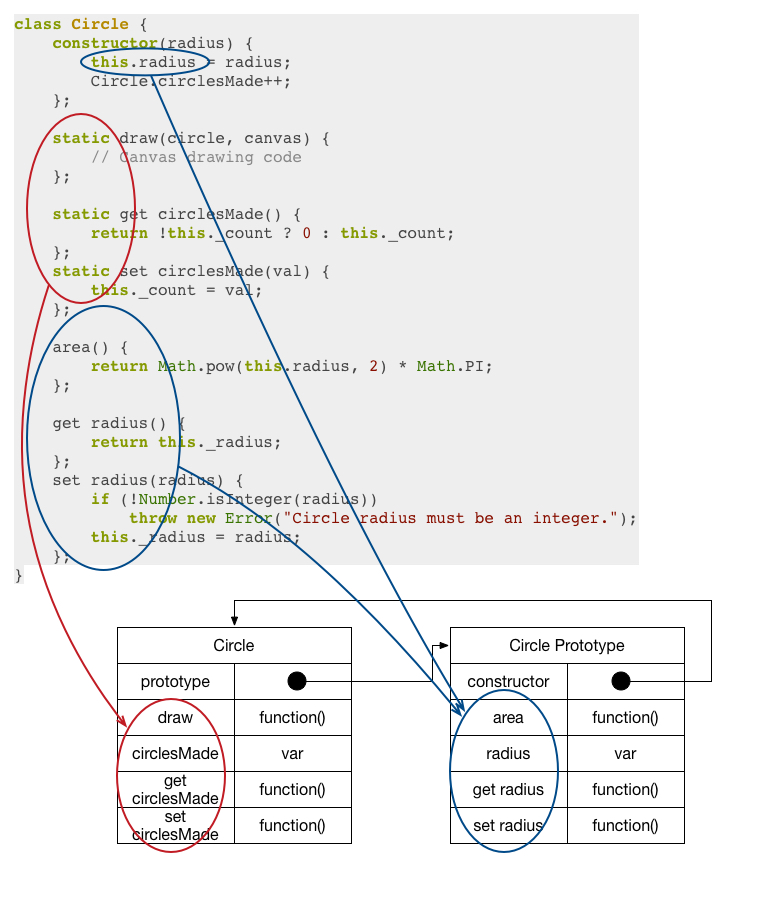 class Circle {
    constructor(radius) {
        this.radius = radius;
        Circle.circlesMade++;
    };
    static draw(circle, canvas) {
        // Canvas drawing code
    };
    static get circlesMade() {
        return !this._count ? 0 : this._count;
    };
    static set circlesMade(val) {
        this._count = val;
    };
    area() {
        return Math.pow(this.radius, 2) * Math.PI;
    };
    get radius() {
        return this._radius;
    };
    set radius(radius) {
        if (!Number.isInteger(radius))
            throw new Error("Circle radius must be an integer.");
        this._radius = radius;
    };
}
Circle
prototype
draw function()
circlesMade var
get
circlesMade function()
set
circlesMade function()
Circle Prototype
constructor
area function()
radius var
get radius function()
set radius function()